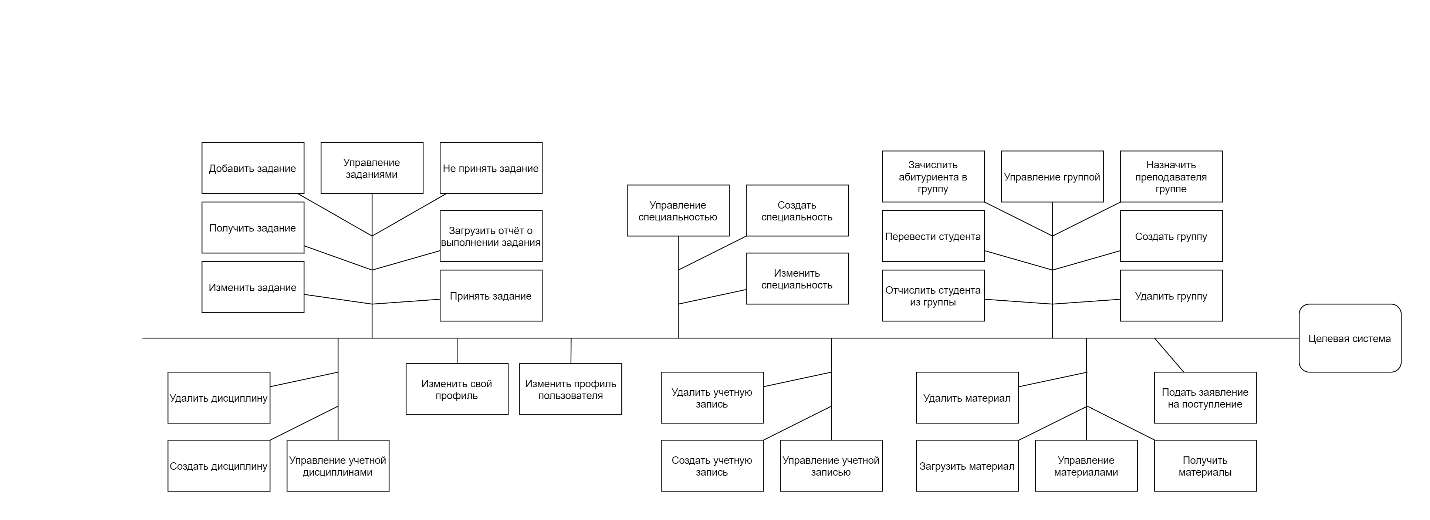 Добавить задание
Управление
заданиями
Не принять задание
Получить задание
Загрузить отчёт о
выполнении задания
Изменить задание
Принять задание
Управление
специальностью
Создать
специальность
Изменить
специальность
Зачислить
абитуриента в
группу
Управление группой
Назначить
преподавателя
группе
Перевести студента
Создать группу
Отчислить студента
из группы
Удалить группу
Целевая система
Удалить дисциплину
Изменить свой
профиль
Изменить профиль
пользователя
Создать дисциплину
Управление учетной
дисциплинами
Удалить учетную
запись
Создать учетную
запись
Управление учетной
записью
Удалить материал
Подать заявление
на поступление
Загрузить материал
Управление
материалами
Получить
материалы